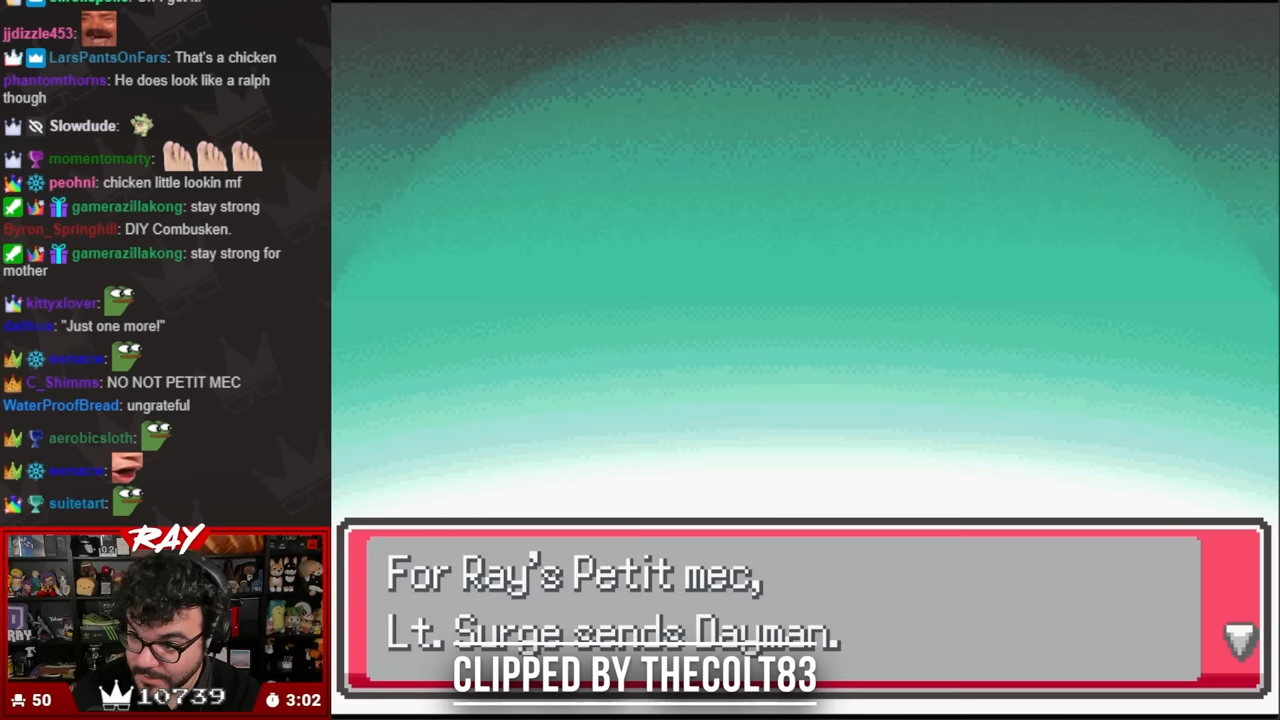 jjdizzle453:
LarsPantsOnFars: That's a chicken
phantomthorns: He does look like a ralph
though
Slowdude:
momentomarty:
peohni: chicken little lookin mf
gamerazillakong: stay strong
Byron_Springhill: DIY Combusken.
gamerazillakong: stay strong for
mother
kittyxlover:
: "Just one more!"
C_Shimms: NO NOT PETIT MEC
WaterProofBread: ungrateful
aerobicsloth:
suitetart:
RAY
50
10739
3:02
For Ray's Petit mec,
Lt. Surge sends Dayman.
CLIPPED BY THECOLT83